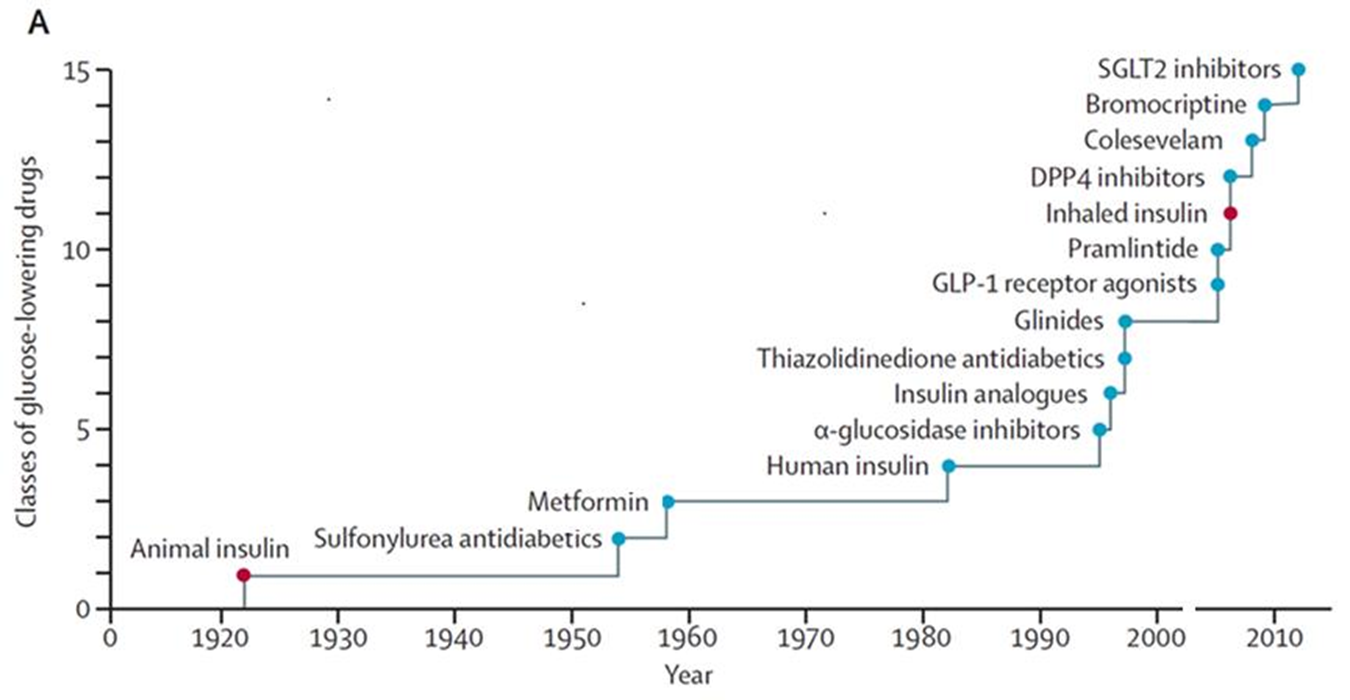 A
15
10
5
0
Classes of glucose-lowering drugs
SGLT2 inhibitors
Bromocriptine
Colesevelam
DPP4 inhibitors
Inhaled insulin
Pramlintide
GLP-1 receptor agonists
Glinides
Thiazolidinedione antidiabetics
Insulin analogues
α-glucosidase inhibitors
Human insulin
Metformin
Sulfonylurea antidiabetics
Animal insulin
0 1920 1930 1940 1950 1960 1970 1980 1990 2000 2010
Year